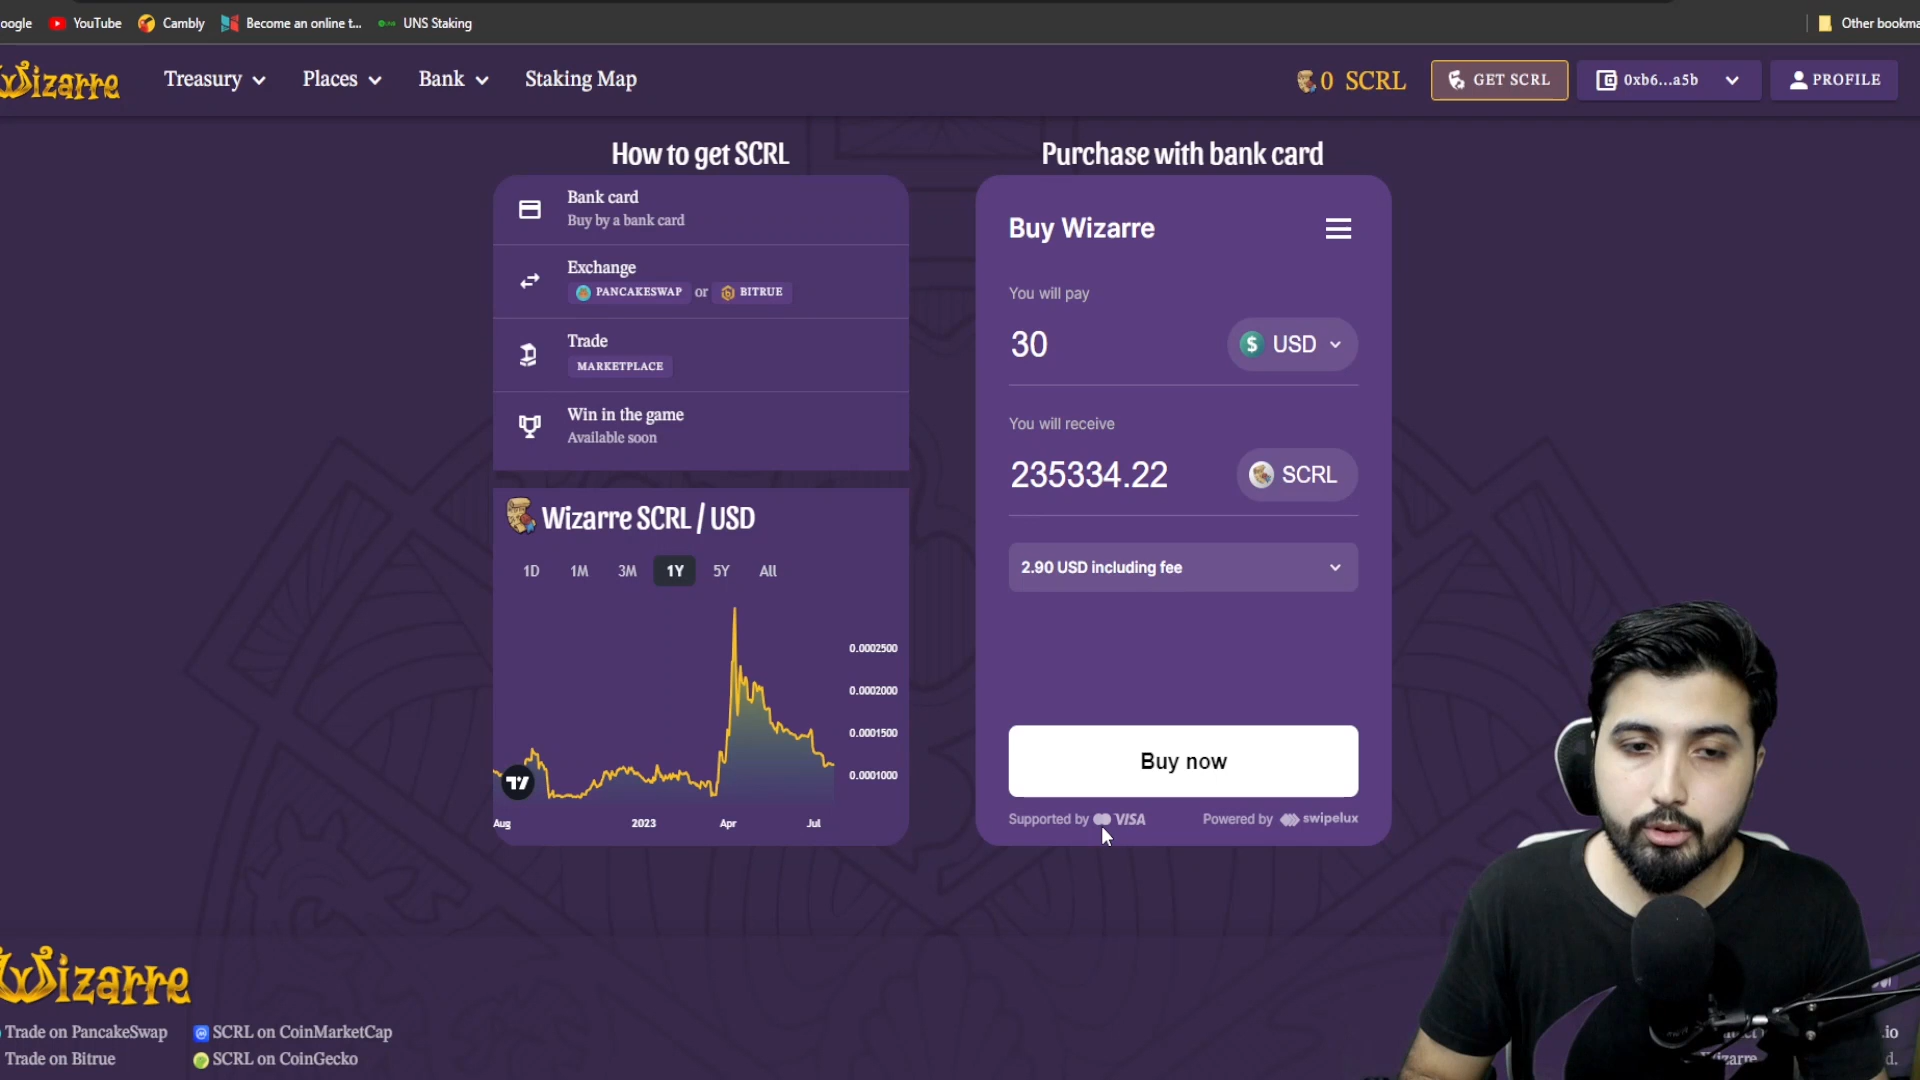 oogle YouTube Cambly Become an online t... UNS Staking Other bookma
Wizarre Treasury Places Bank Staking Map 0 SCRL GET SCRL 0xb6...a5b PROFILE
How to get SCRL
Bank card
Buy by a bank card
Exchange
PANCAKESWAP or BITRUE
Trade
MARKETPLACE
Win in the game
Available soon
Wizarre SCRL / USD
1D 1M 3M 1Y 5Y All
0.0002500
0.0002000
0.0001500
0.0001000
Aug 2023 Apr Jul
Purchase with bank card
Buy Wizarre
You will pay
30 $ USD
You will receive
235334.22 SCRL
2.90 USD including fee
Buy now
Supported by VISA Powered by swipelux
Wizarre
Trade on PancakeSwap SCRL on CoinMarketCap
Trade on Bitrue SCRL on CoinGecko
.io
Wizarre d.